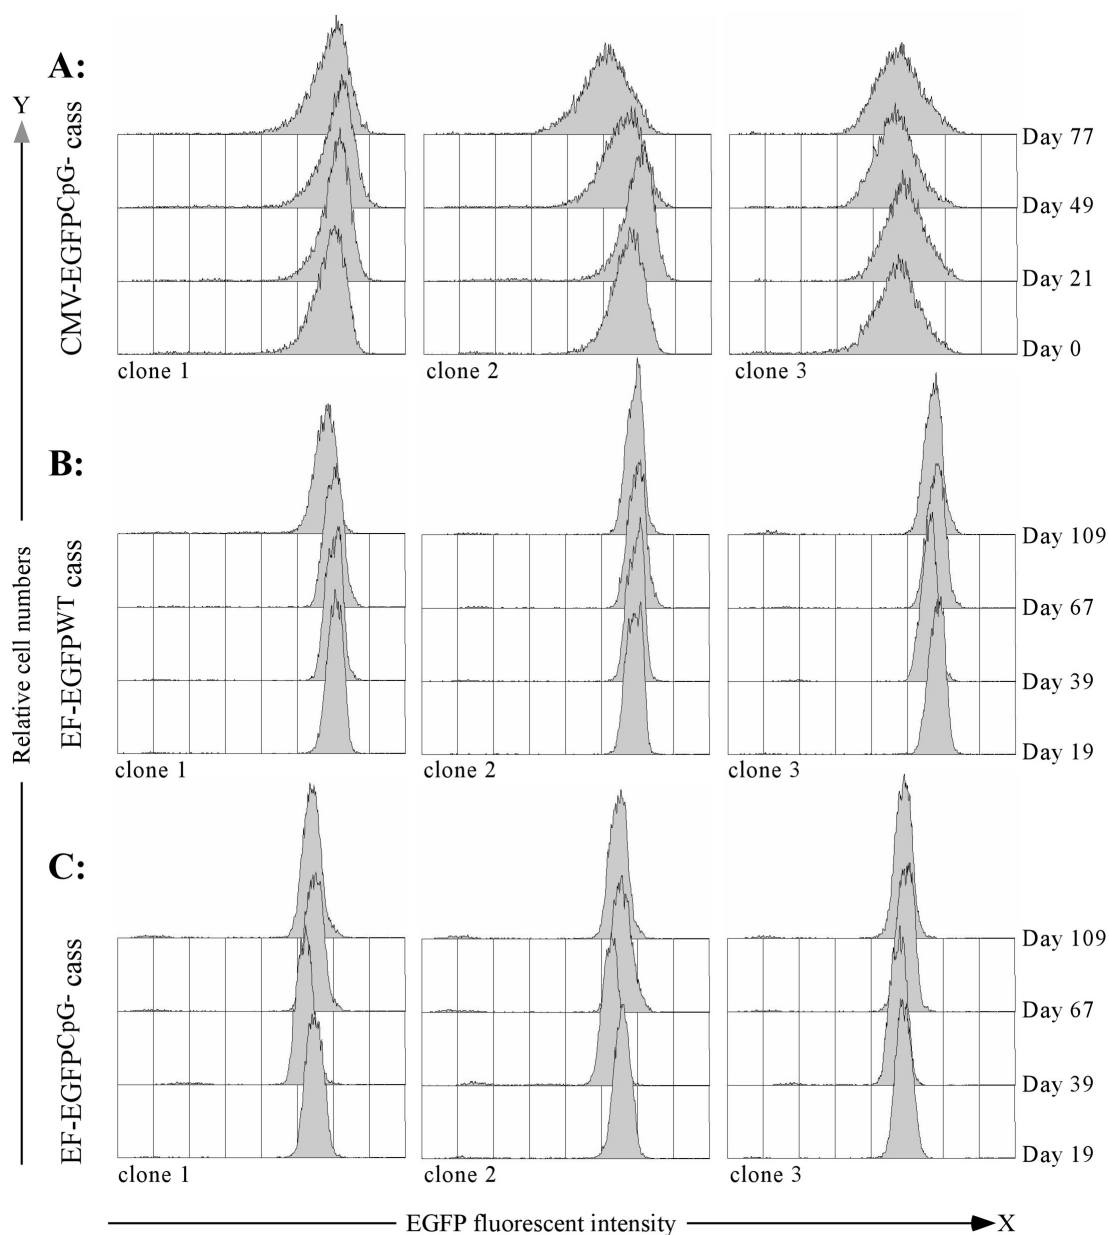 A:
Y
CMV-EGFPCpG- cass
Day 77
Day 49
Day 21
Day 0
clone 1
clone 2
clone 3
B:
EF-EGFPWT cass
Day 109
Day 67
Day 39
Day 19
clone 1
clone 2
clone 3
Relative cell numbers
C:
EF-EGFPCpG- cass
Day 109
Day 67
Day 39
Day 19
clone 1
clone 2
clone 3
EGFP fluorescent intensity X